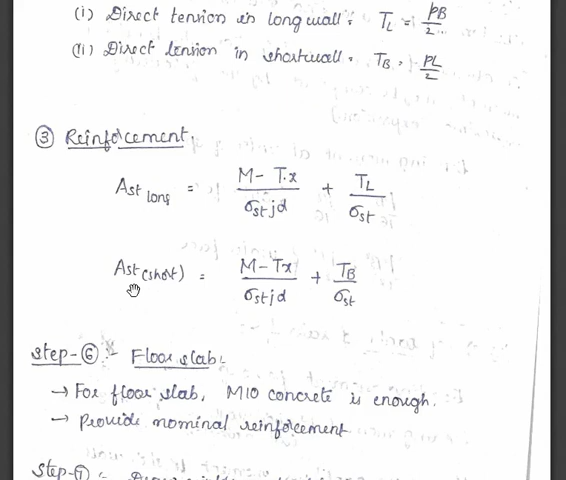 (i) Direct tension in long wall, TL = pB/2
(ii) Direct tension in shortwall, TB, pL/2
③ Reinforcement,
Ast long = M - T.x / σst jd + TL / σst
Ast (short) = M - Tx / σst jd + TB / σst
Step-⑥ :- Floor slab :-
→ For floor slab, M10 concrete is enough.
→ Provide nominal reinforcement
Step-⑦ :-